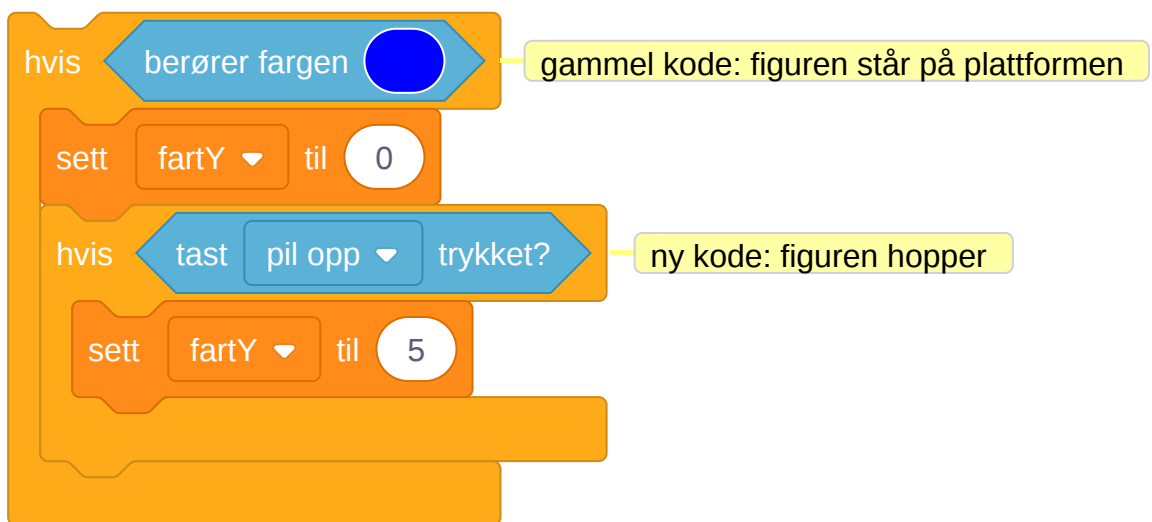 hvis berører fargen gammel kode: figuren står på plattformen
sett fartY til 0
hvis tast pil opp trykket? ny kode: figuren hopper
sett fartY til 5